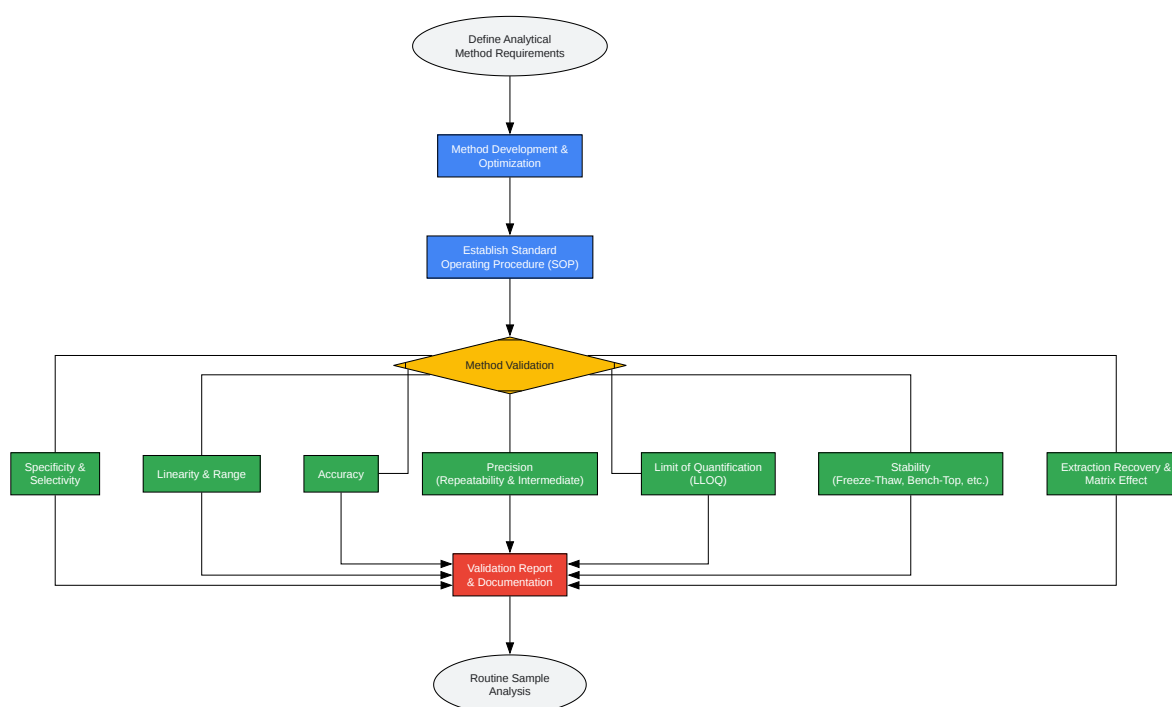 Define Analytical
Method Requirements
Method Development &
Optimization
Establish Standard
Operating Procedure (SOP)
Method Validation
Specificity &
Selectivity
Linearity & Range
Accuracy
Precision
(Repeatability & Intermediate)
Limit of Quantification
(LLOQ)
Stability
(Freeze-Thaw, Bench-Top, etc.)
Extraction Recovery &
Matrix Effect
Validation Report
& Documentation
Routine Sample
Analysis